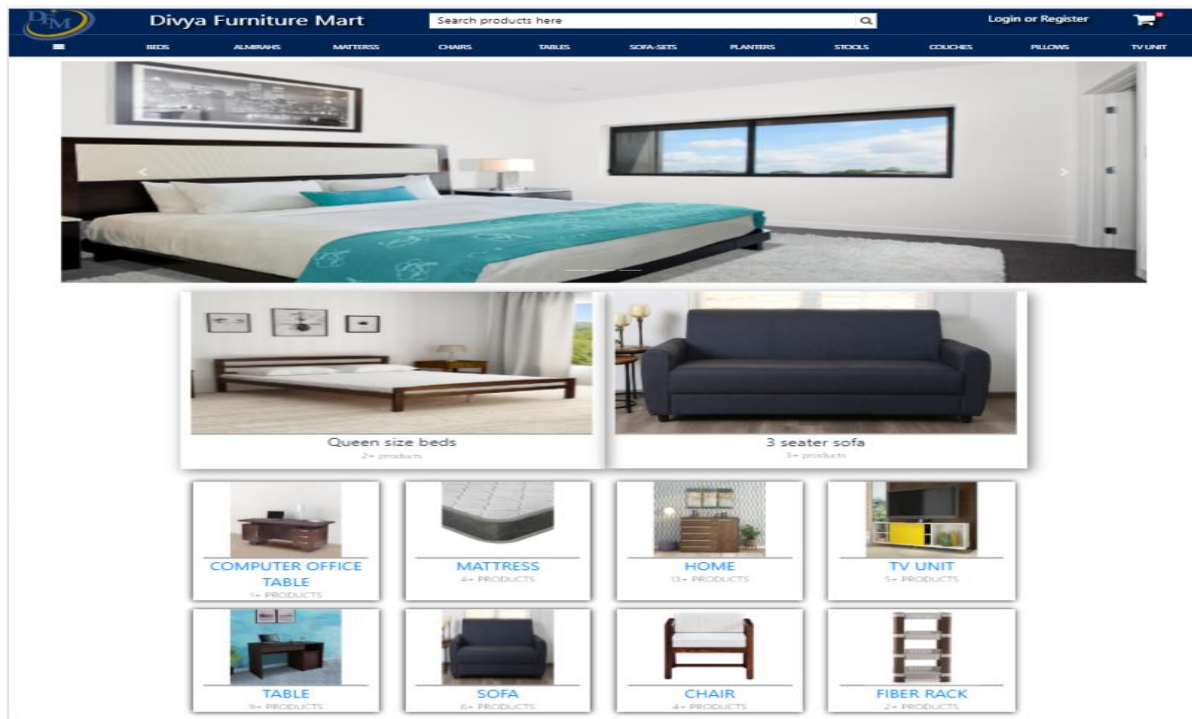 DFM
Divya Furniture Mart
Search products here
Login or Register
BEDS ALMIRAHS MATTERSS CHAIRS TABLES SOFA-SETS PLANTERS STOOLS COUCHES PILLOWS TV UNIT
Queen size beds
2+ products
3 seater sofa
3+ products
COMPUTER OFFICE
TABLE
1+ PRODUCTS
MATTRESS
4+ PRODUCTS
HOME
13+ PRODUCTS
TV UNIT
5+ PRODUCTS
TABLE
9+ PRODUCTS
SOFA
6+ PRODUCTS
CHAIR
4+ PRODUCTS
FIBER RACK
2+ PRODUCTS